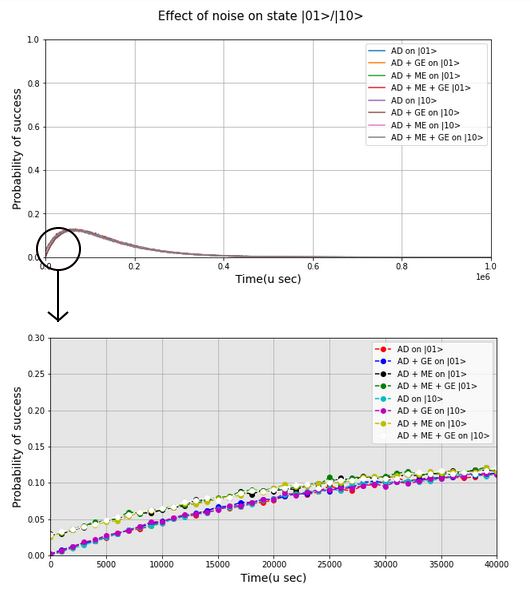 Effect of noise on state |01>/|10>
1.0
0.8
0.6
0.4
0.2
0.0
Probability of success
AD on |01>
AD + GE on |01>
AD + ME on |01>
AD + ME + GE |01>
AD on |10>
AD + GE on |10>
AD + ME on |10>
AD + ME + GE on |10>
0.0 0.2 0.4 0.6 0.8 1.0
1e6
Time(u sec)
0.30
0.25
0.20
0.15
0.10
0.05
0.00
Probability of success
AD on |01>
AD + GE on |01>
AD + ME on |01>
AD + ME + GE |01>
AD on |10>
AD + GE on |10>
AD + ME on |10>
AD + ME + GE on |10>
0 5000 10000 15000 20000 25000 30000 35000 40000
Time(u sec)